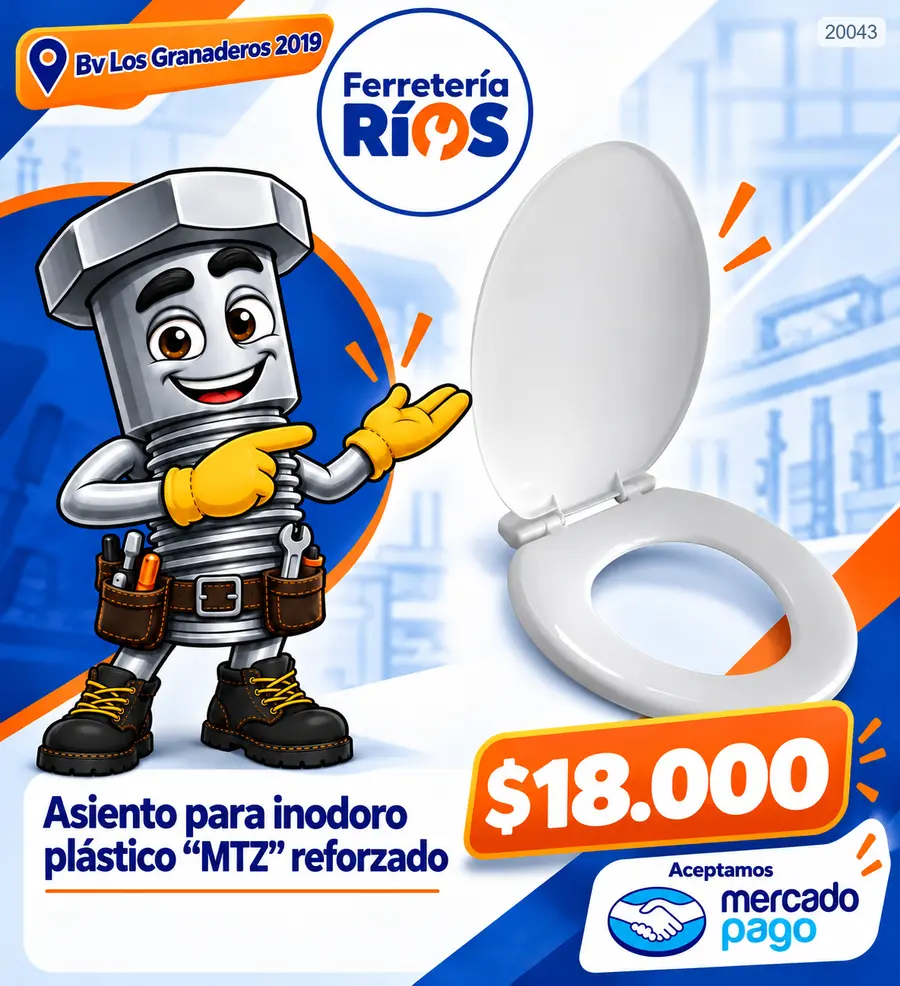 Bv Los Granaderos 2019
Ferretería
RÍOS
20043
$18.000
Asiento para inodoro
plástico “MTZ” reforzado
Aceptamos
mercado
pago